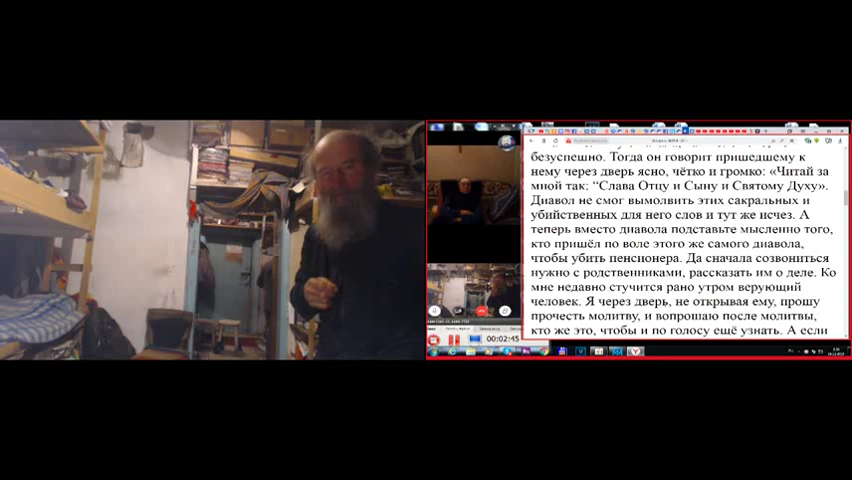 безуспешно. Тогда он говорит пришедшему к
нему через дверь ясно, чётко и громко: «Читай за
мной так: “Слава Отцу и Сыну и Святому Духу».
Диавол не смог вымолвить этих сакральных и
убийственных для него слов и тут же исчез. А
теперь вместо диавола подставьте мысленно того,
кто пришёл по воле этого же самого диавола,
чтобы убить пенсионера. Да сначала созвониться
нужно с родственниками, рассказать им о деле. Ко
мне недавно стучится рано утром верующий
человек. Я через дверь, не открывая ему, прошу
прочесть молитву, и вопрошаю после молитвы,
кто же это, чтобы и по голосу ещё узнать. А если
00:02:45